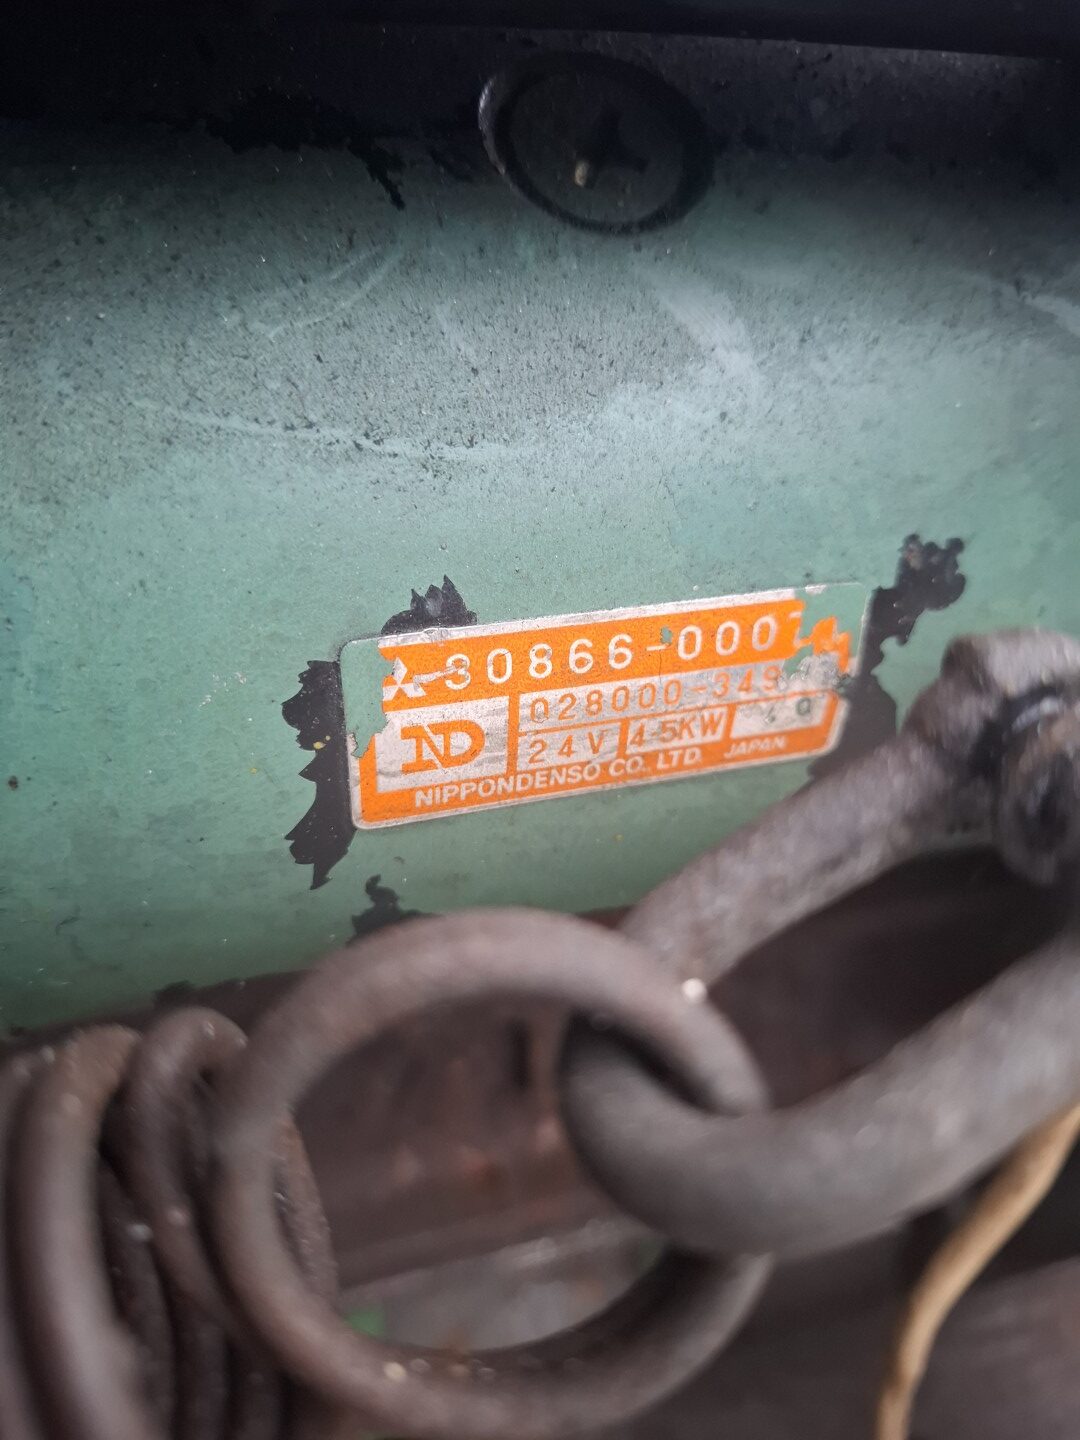 30866-000
028000-349
ND
24V 4.5KW
NIPPONDENSO CO. LTD. JAPAN